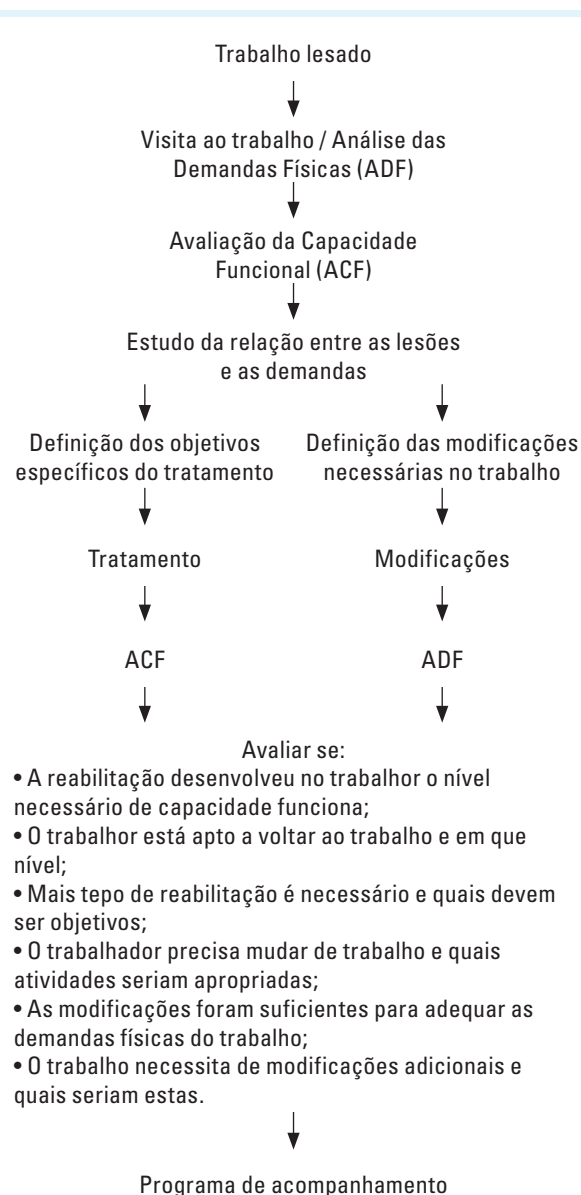 Trabalho lesado
Visita ao trabalho / Análise das
Demandas Físicas (ADF)
Avaliação da Capacidade
Funcional (ACF)
Estudo da relação entre as lesões
e as demandas
Definição dos objetivos
específicos do tratamento
Definição das modificações
necessárias no trabalho
Tratamento
Modificações
ACF
ADF
Avaliar se:
• A reabilitação desenvolveu no trabalhor o nível
necessário de capacidade funciona;
• O trabalhor está apto a voltar ao trabalho e em que
nível;
• Mais tepo de reabilitação é necessário e quais devem
ser objetivos;
• O trabalhador precisa mudar de trabalho e quais
atividades seriam apropriadas;
• As modificações foram suficientes para adequar as
demandas físicas do trabalho;
• O trabalho necessita de modificações adicionais e
quais seriam estas.
Programa de acompanhamento